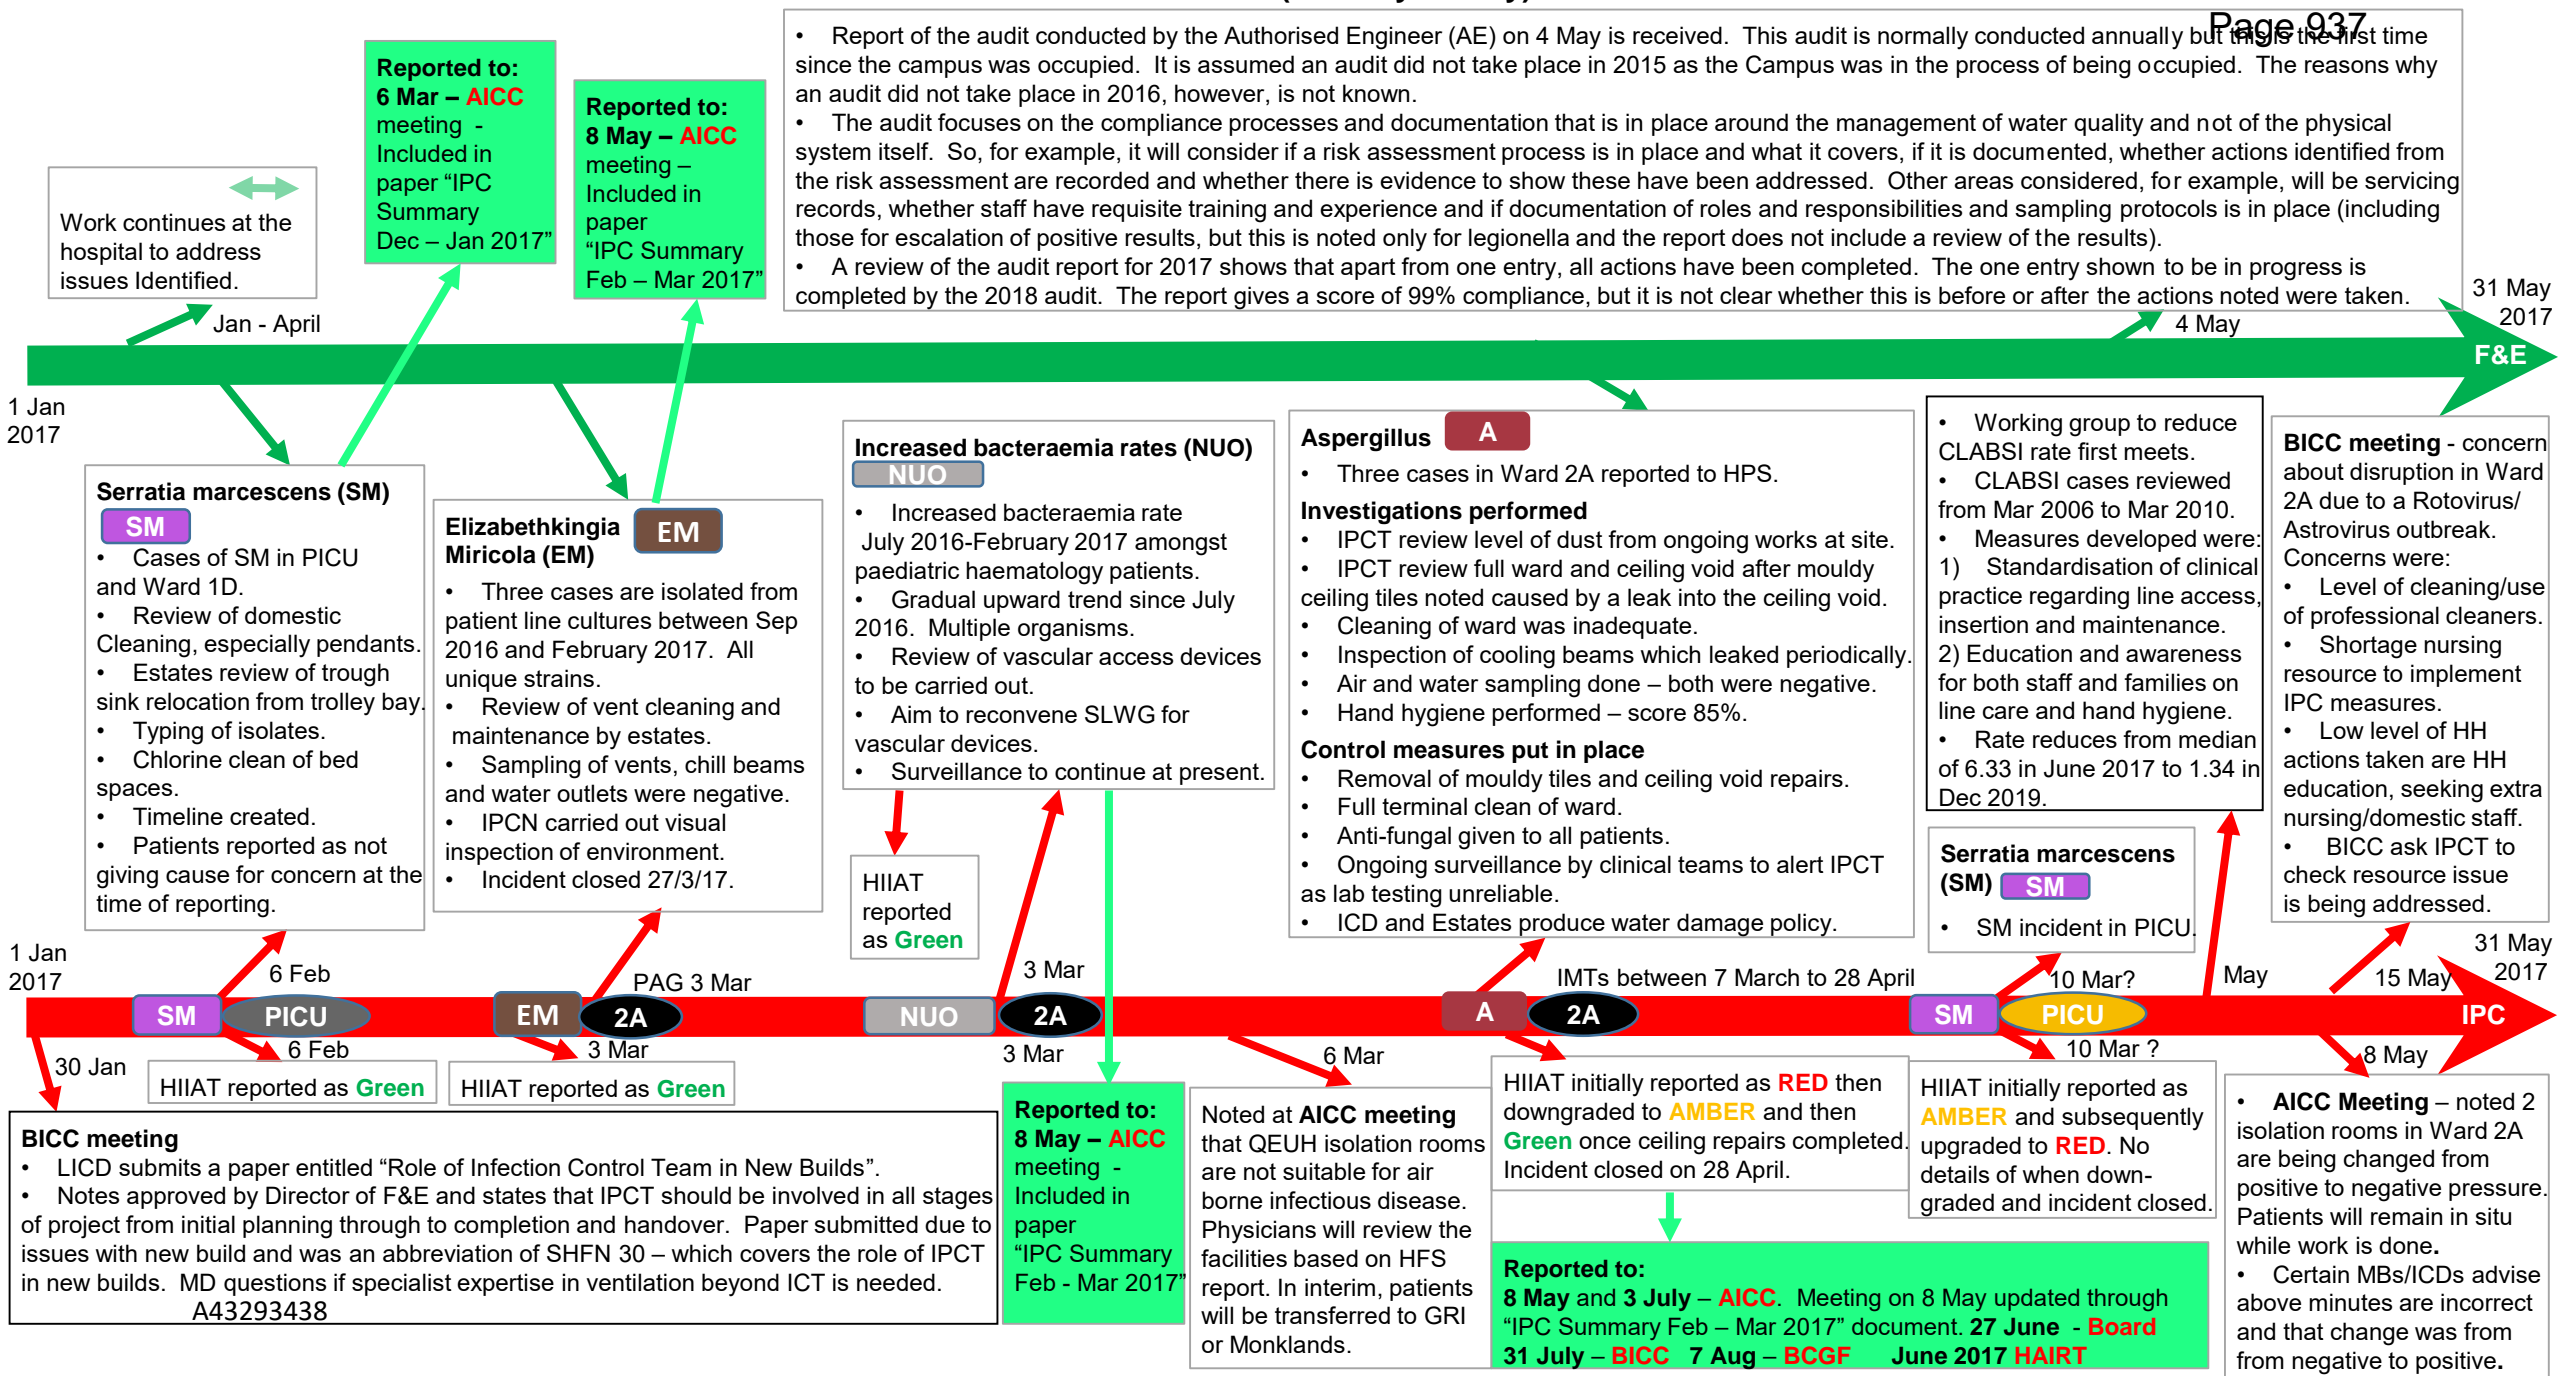 Page 937
• Report of the audit conducted by the Authorised Engineer (AE) on 4 May is received. This audit is normally conducted annually but this is the first time
since the campus was occupied. It is assumed an audit did not take place in 2015 as the Campus was in the process of being occupied. The reasons why
an audit did not take place in 2016, however, is not known.
• The audit focuses on the compliance processes and documentation that is in place around the management of water quality and not of the physical
system itself. So, for example, it will consider if a risk assessment process is in place and what it covers, if it is documented, whether actions identified from
the risk assessment are recorded and whether there is evidence to show these have been addressed. Other areas considered, for example, will be servicing
records, whether staff have requisite training and experience and if documentation of roles and responsibilities and sampling protocols is in place (including
those for escalation of positive results, but this is noted only for legionella and the report does not include a review of the results).
• A review of the audit report for 2017 shows that apart from one entry, all actions have been completed. The one entry shown to be in progress is
completed by the 2018 audit. The report gives a score of 99% compliance, but it is not clear whether this is before or after the actions noted were taken.
Reported to:
6 Mar – AICC
meeting -
Included in
paper “IPC
Summary
Dec – Jan 2017”
Reported to:
8 May – AICC
meeting –
Included in
paper
“IPC Summary
Feb – Mar 2017”
Work continues at the
hospital to address
issues Identified.
Jan - April
4 May
31 May
2017
F&E
1 Jan
2017
Serratia marcescens (SM)
SM
• Cases of SM in PICU
and Ward 1D.
• Review of domestic
Cleaning, especially pendants.
• Estates review of trough
sink relocation from trolley bay.
• Typing of isolates.
• Chlorine clean of bed
spaces.
• Timeline created.
• Patients reported as not
giving cause for concern at the
time of reporting.
Elizabethkingia
Miricola (EM)
EM
• Three cases are isolated from
patient line cultures between Sep
2016 and February 2017. All
unique strains.
• Review of vent cleaning and
maintenance by estates.
• Sampling of vents, chill beams
and water outlets were negative.
• IPCN carried out visual
inspection of environment.
• Incident closed 27/3/17.
Increased bacteraemia rates (NUO)
NUO
• Increased bacteraemia rate
July 2016-February 2017 amongst
paediatric haematology patients.
• Gradual upward trend since July
2016. Multiple organisms.
• Review of vascular access devices
to be carried out.
• Aim to reconvene SLWG for
vascular devices.
• Surveillance to continue at present.
HIIAT
reported
as Green
Aspergillus
A
• Three cases in Ward 2A reported to HPS.
Investigations performed
• IPCT review level of dust from ongoing works at site.
• IPCT review full ward and ceiling void after mouldy
ceiling tiles noted caused by a leak into the ceiling void.
• Cleaning of ward was inadequate.
• Inspection of cooling beams which leaked periodically.
• Air and water sampling done – both were negative.
• Hand hygiene performed – score 85%.
Control measures put in place
• Removal of mouldy tiles and ceiling void repairs.
• Full terminal clean of ward.
• Anti-fungal given to all patients.
• Ongoing surveillance by clinical teams to alert IPCT
as lab testing unreliable.
• ICD and Estates produce water damage policy.
• Working group to reduce
CLABSI rate first meets.
• CLABSI cases reviewed
from Mar 2006 to Mar 2010.
• Measures developed were:
1) Standardisation of clinical
practice regarding line access,
insertion and maintenance.
2) Education and awareness
for both staff and families on
line care and hand hygiene.
• Rate reduces from median
of 6.33 in June 2017 to 1.34 in
Dec 2019.
Serratia marcescens
(SM)
SM
• SM incident in PICU.
BICC meeting - concern
about disruption in Ward
2A due to a Rotovirus/
Astrovirus outbreak.
Concerns were:
• Level of cleaning/use
of professional cleaners.
• Shortage nursing
resource to implement
IPC measures.
• Low level of HH
actions taken are HH
education, seeking extra
nursing/domestic staff.
• BICC ask IPCT to
check resource issue
is being addressed.
1 Jan
2017
6 Feb
PAG 3 Mar
3 Mar
IMTs between 7 March to 28 April
10 Mar?
May
15 May
31 May
2017
SM
PICU
EM
2A
NUO
2A
A
2A
SM
PICU
IPC
30 Jan
6 Feb
3 Mar
3 Mar
6 Mar
10 Mar ?
8 May
HIIAT reported as Green
HIIAT reported as Green
BICC meeting
• LICD submits a paper entitled “Role of Infection Control Team in New Builds”.
• Notes approved by Director of F&E and states that IPCT should be involved in all stages
of project from initial planning through to completion and handover. Paper submitted due to
issues with new build and was an abbreviation of SHFN 30 – which covers the role of IPCT
in new builds. MD questions if specialist expertise in ventilation beyond ICT is needed.
A43293438
Reported to:
8 May – AICC
meeting -
Included in
paper
“IPC Summary
Feb - Mar 2017”
Noted at AICC meeting
that QEUH isolation rooms
are not suitable for air
borne infectious disease.
Physicians will review the
facilities based on HFS
report. In interim, patients
will be transferred to GRI
or Monklands.
HIIAT initially reported as RED then
downgraded to AMBER and then
Green once ceiling repairs completed.
Incident closed on 28 April.
HIIAT initially reported as
AMBER and subsequently
upgraded to RED. No
details of when down-
graded and incident closed.
Reported to:
8 May and 3 July – AICC. Meeting on 8 May updated through
“IPC Summary Feb – Mar 2017” document. 27 June - Board
31 July – BICC 7 Aug – BCGF June 2017 HAIRT
• AICC Meeting – noted 2
isolation rooms in Ward 2A
are being changed from
positive to negative pressure.
Patients will remain in situ
while work is done.
• Certain MBs/ICDs advise
above minutes are incorrect
and that change was from
from negative to positive.